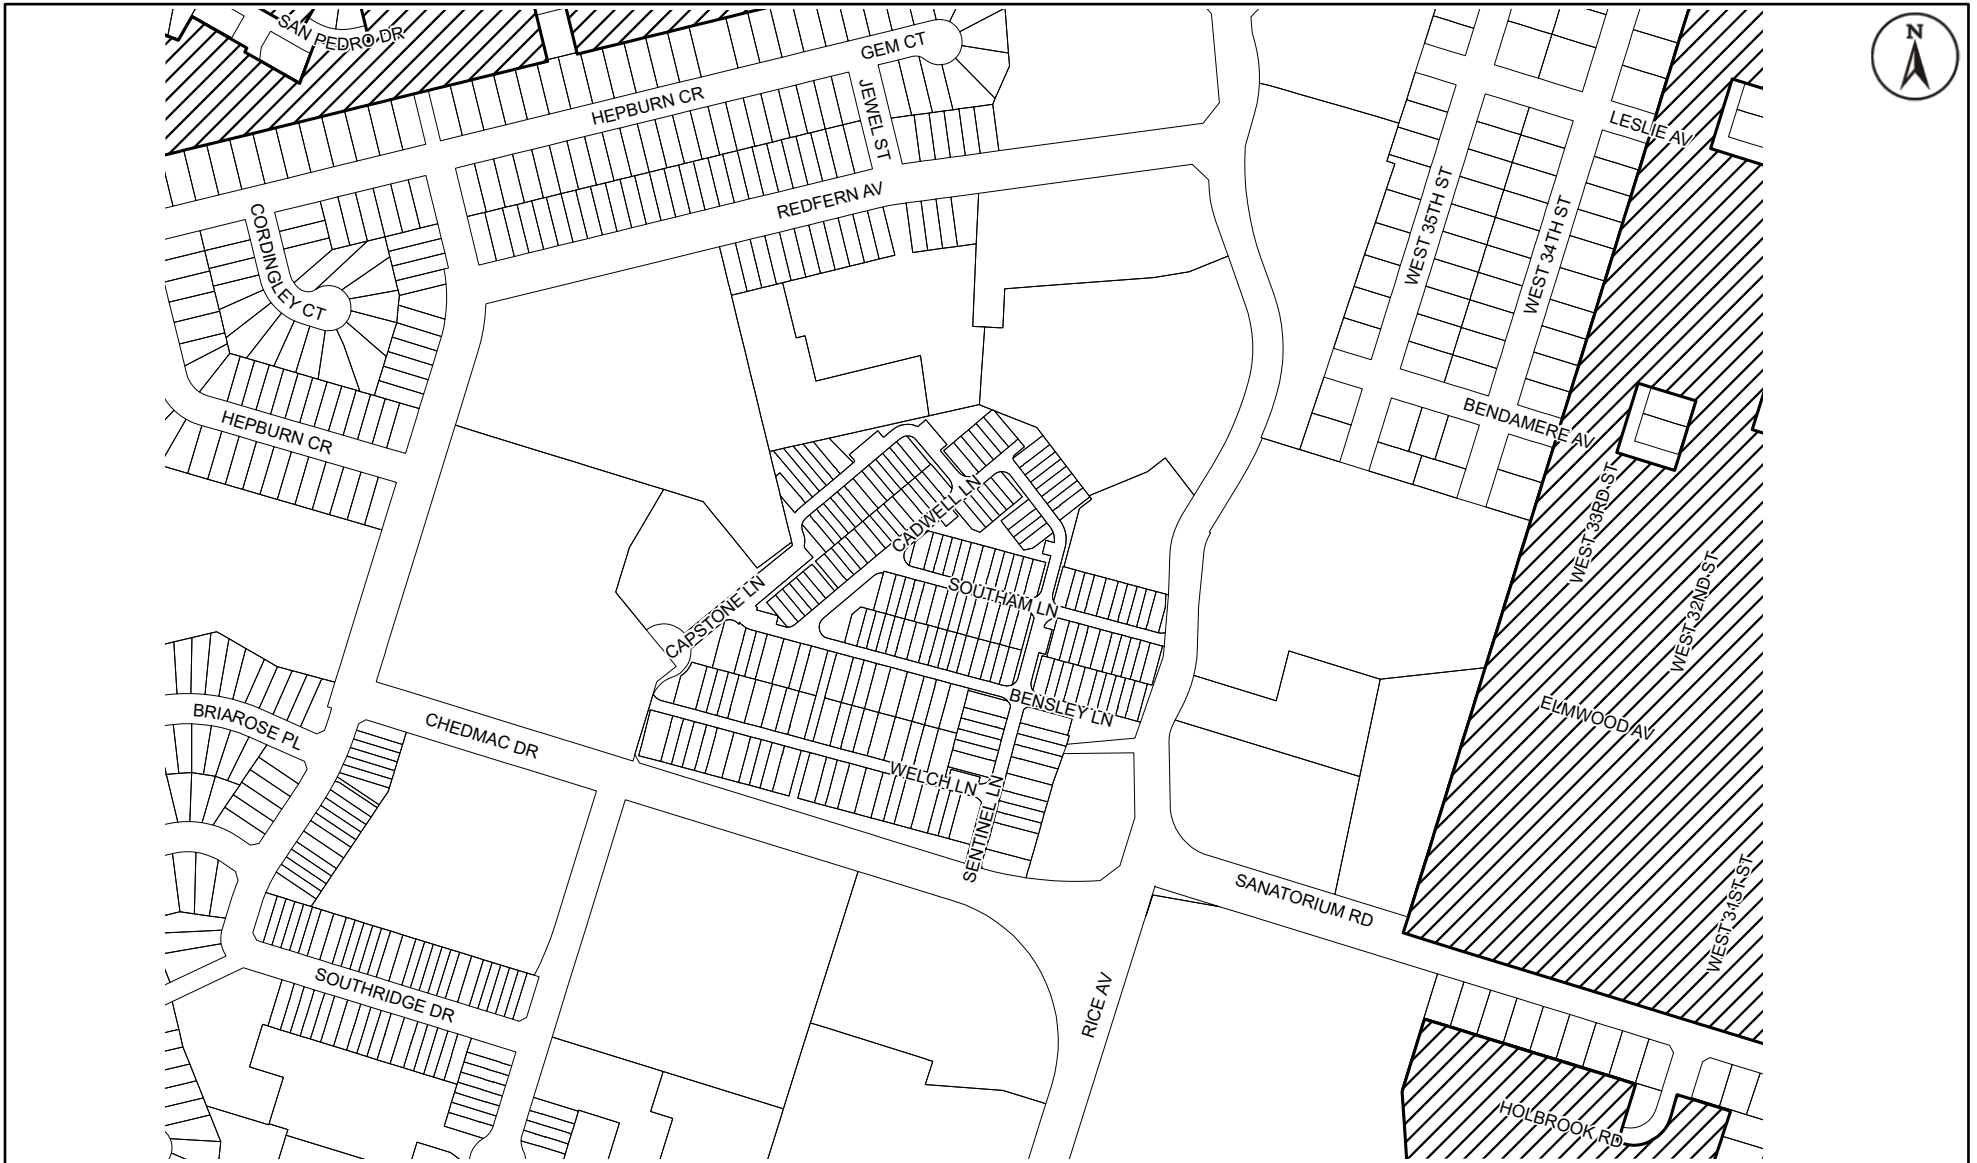 SAN PEDRO DR
GEM CT
N
HEPBURN CR
JEWEL ST
LESLIE AV
REDFERN AV
WEST 35TH ST
WEST 34TH ST
CORDINGLEY CT
HEPBURN CR
BENDAMERE AV
CADWELL LN
WEST 33RD ST
CAPSTONE LN
SOUTHAM LN
WEST 32ND ST
BRIAROSE PL
CHEDMAC DR
BENSLEY LN
ELMWOOD AV
WELCH LN
SENTINEL LN
SANATORIUM RD
WEST 31ST ST
SOUTHRIDGE DR
RICE AV
HOLBROOK RD